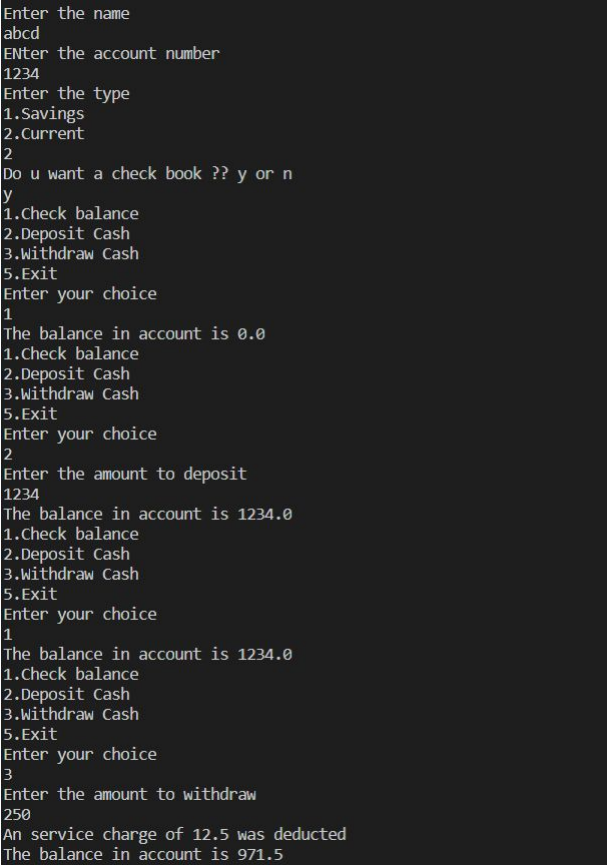 Enter the name
abcd
ENter the account number
1234
Enter the type
1.Savings
2.Current
2
Do u want a check book ?? y or n
y
1.Check balance
2.Deposit Cash
3.Withdraw Cash
5.Exit
Enter your choice
1
The balance in account is 0.0
1.Check balance
2.Deposit Cash
3.Withdraw Cash
5.Exit
Enter your choice
2
Enter the amount to deposit
1234
The balance in account is 1234.0
1.Check balance
2.Deposit Cash
3.Withdraw Cash
5.Exit
Enter your choice
1
The balance in account is 1234.0
1.Check balance
2.Deposit Cash
3.Withdraw Cash
5.Exit
Enter your choice
3
Enter the amount to withdraw
250
An service charge of 12.5 was deducted
The balance in account is 971.5